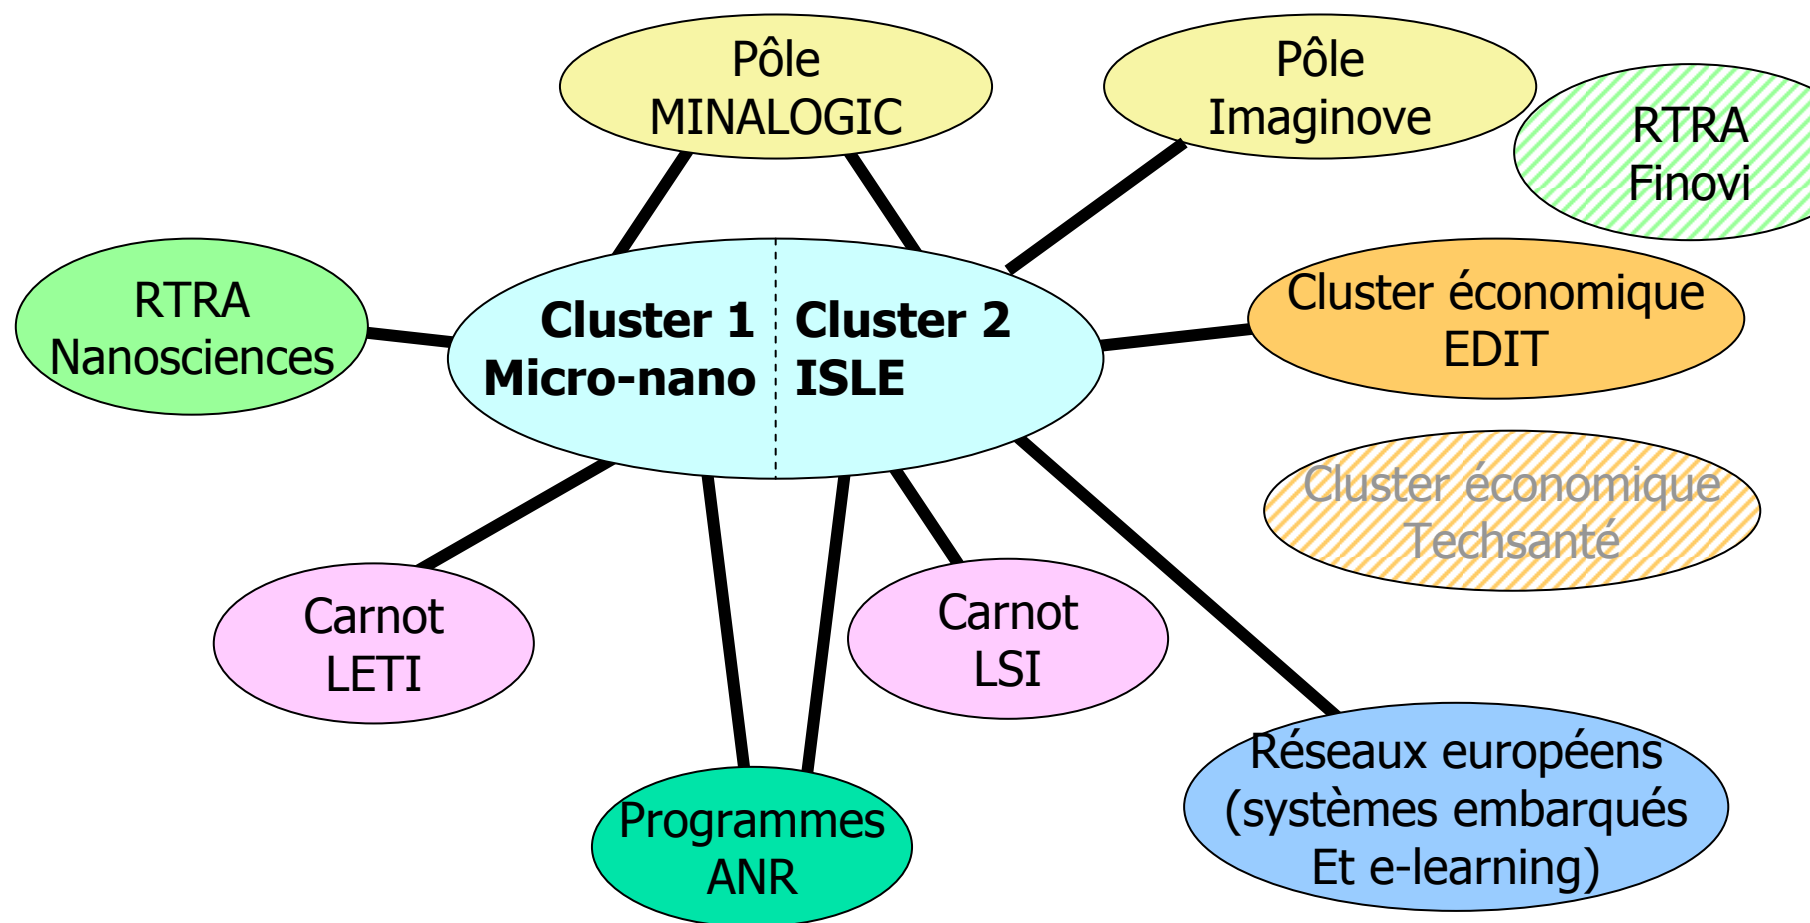 Pôle
MINALOGIC
Pôle
Imaginove
RTRA
Finovi
RTRA
Nanosciences
Cluster 1
Micro-nano
Cluster 2
ISLE
Cluster économique
EDIT
Cluster économique
Techsanté
Carnot
LETI
Carnot
LSI
Programmes
ANR
Réseaux européens
(systèmes embarqués
Et e-learning)